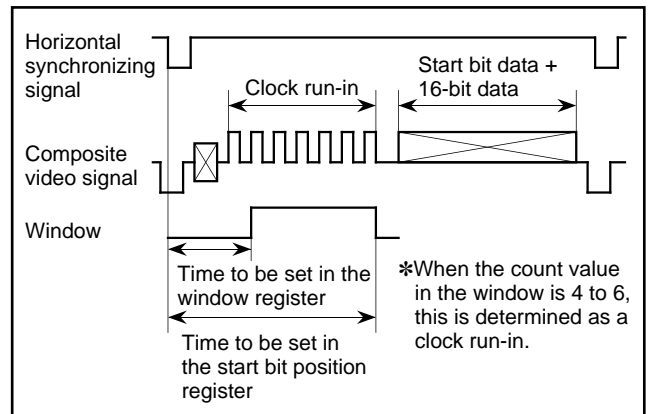 Horizontal
synchronizing
signal
Clock run-in
Start bit data +
16-bit data
Composite
video signal
Window
Time to be set in the
window register
Time to be set in
the start bit position
register
✽When the count value
in the window is 4 to 6,
this is determined as a
clock run-in.